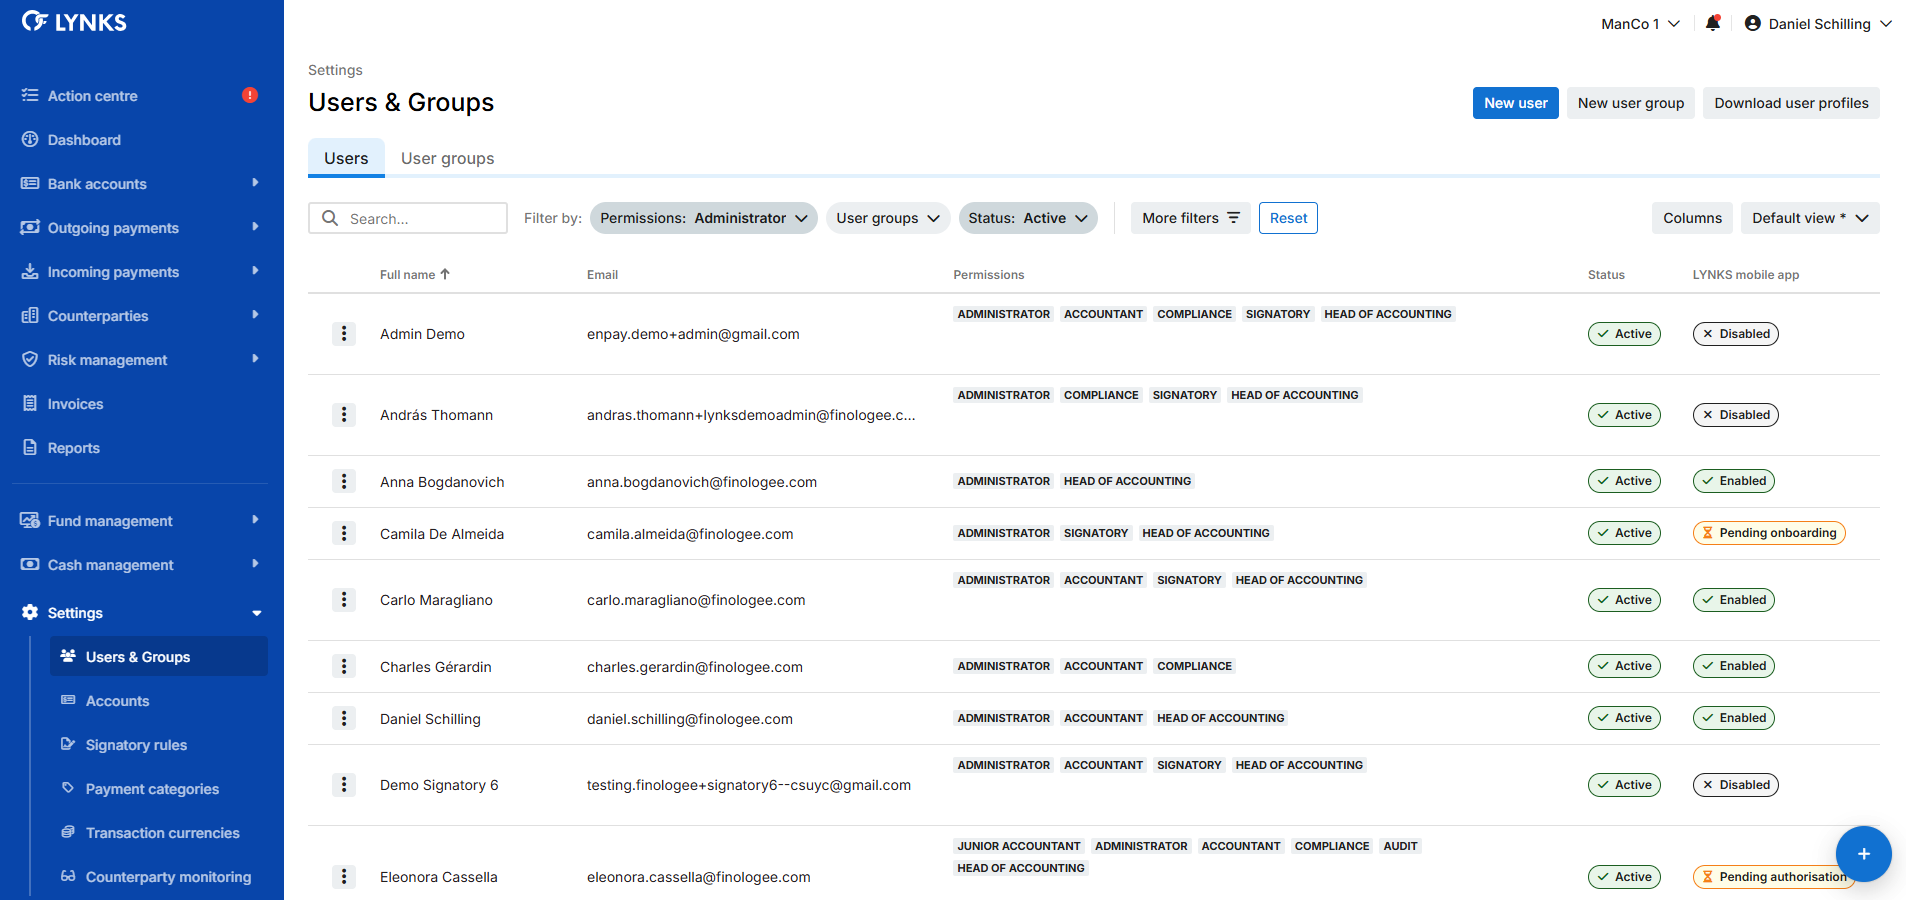 LYNKS
ManCo 1
Daniel Schilling
Action centre
Dashboard
Bank accounts
Outgoing payments
Incoming payments
Counterparties
Risk management
Invoices
Reports
Fund management
Cash management
Settings
Users & Groups
Accounts
Signatory rules
Payment categories
Transaction currencies
Counterparty monitoring
Settings
Users & Groups
New user New user group Download user profiles
Users User groups
Search... Filter by: Permissions: Administrator User groups Status: Active More filters Reset Columns Default view *
Full name Email Permissions Status LYNKS mobile app
ADMINISTRATOR ACCOUNTANT COMPLIANCE SIGNATORY HEAD OF ACCOUNTING
Admin Demo enpay.demo+admin@gmail.com Active Disabled
ADMINISTRATOR COMPLIANCE SIGNATORY HEAD OF ACCOUNTING
András Thomann andras.thomann+lynksdemoadmin@finologee.c... Active Disabled
Anna Bogdanovich anna.bogdanovich@finologee.com ADMINISTRATOR HEAD OF ACCOUNTING Active Enabled
Camila De Almeida camila.almeida@finologee.com ADMINISTRATOR SIGNATORY HEAD OF ACCOUNTING Active Pending onboarding
ADMINISTRATOR ACCOUNTANT SIGNATORY HEAD OF ACCOUNTING
Carlo Maragliano carlo.maragliano@finologee.com Active Enabled
Charles Gérardin charles.gerardin@finologee.com ADMINISTRATOR ACCOUNTANT COMPLIANCE Active Enabled
Daniel Schilling daniel.schilling@finologee.com ADMINISTRATOR ACCOUNTANT HEAD OF ACCOUNTING Active Enabled
ADMINISTRATOR ACCOUNTANT SIGNATORY HEAD OF ACCOUNTING
Demo Signatory 6 testing.finologee+signatory6--csuyc@gmail.com Active Disabled
JUNIOR ACCOUNTANT ADMINISTRATOR ACCOUNTANT COMPLIANCE AUDIT
HEAD OF ACCOUNTING
Eleonora Cassella eleonora.cassella@finologee.com Active Pending authorisation